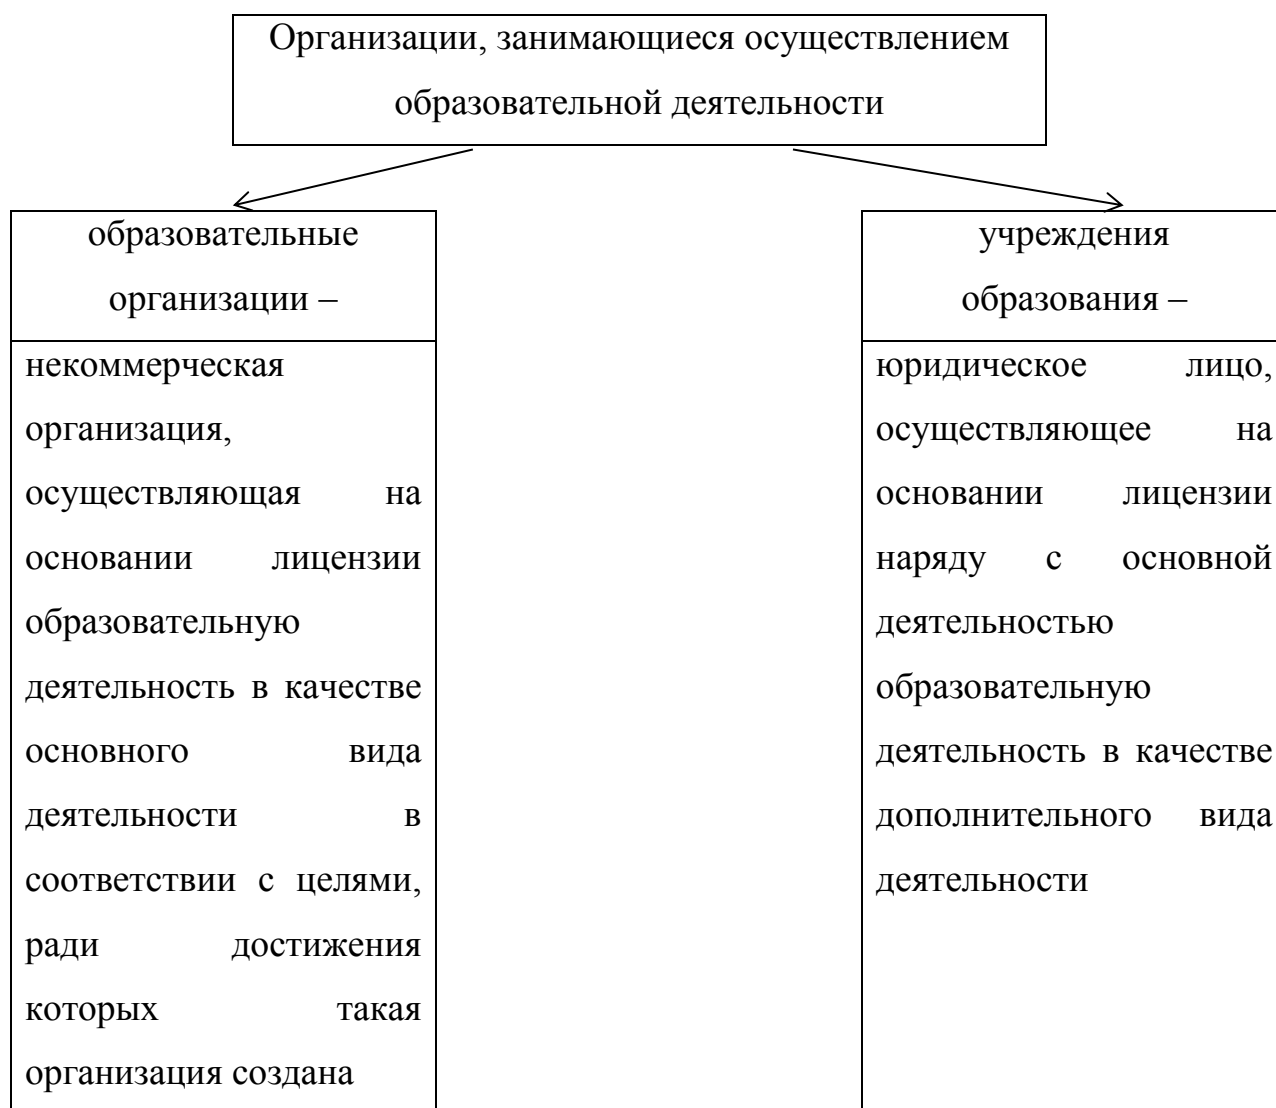 Организации, занимающиеся осуществлением
образовательной деятельности
образовательные
организации –
некоммерческая
организация,
осуществляющая на
основании лицензии
образовательную
деятельность в качестве
основного вида
деятельности в
соответствии с целями,
ради достижения
которых такая
организация создана
учреждения
образования –
юридическое лицо,
осуществляющее на
основании лицензии
наряду с основной
деятельностью
образовательную
деятельность в качестве
дополнительного вида
деятельности